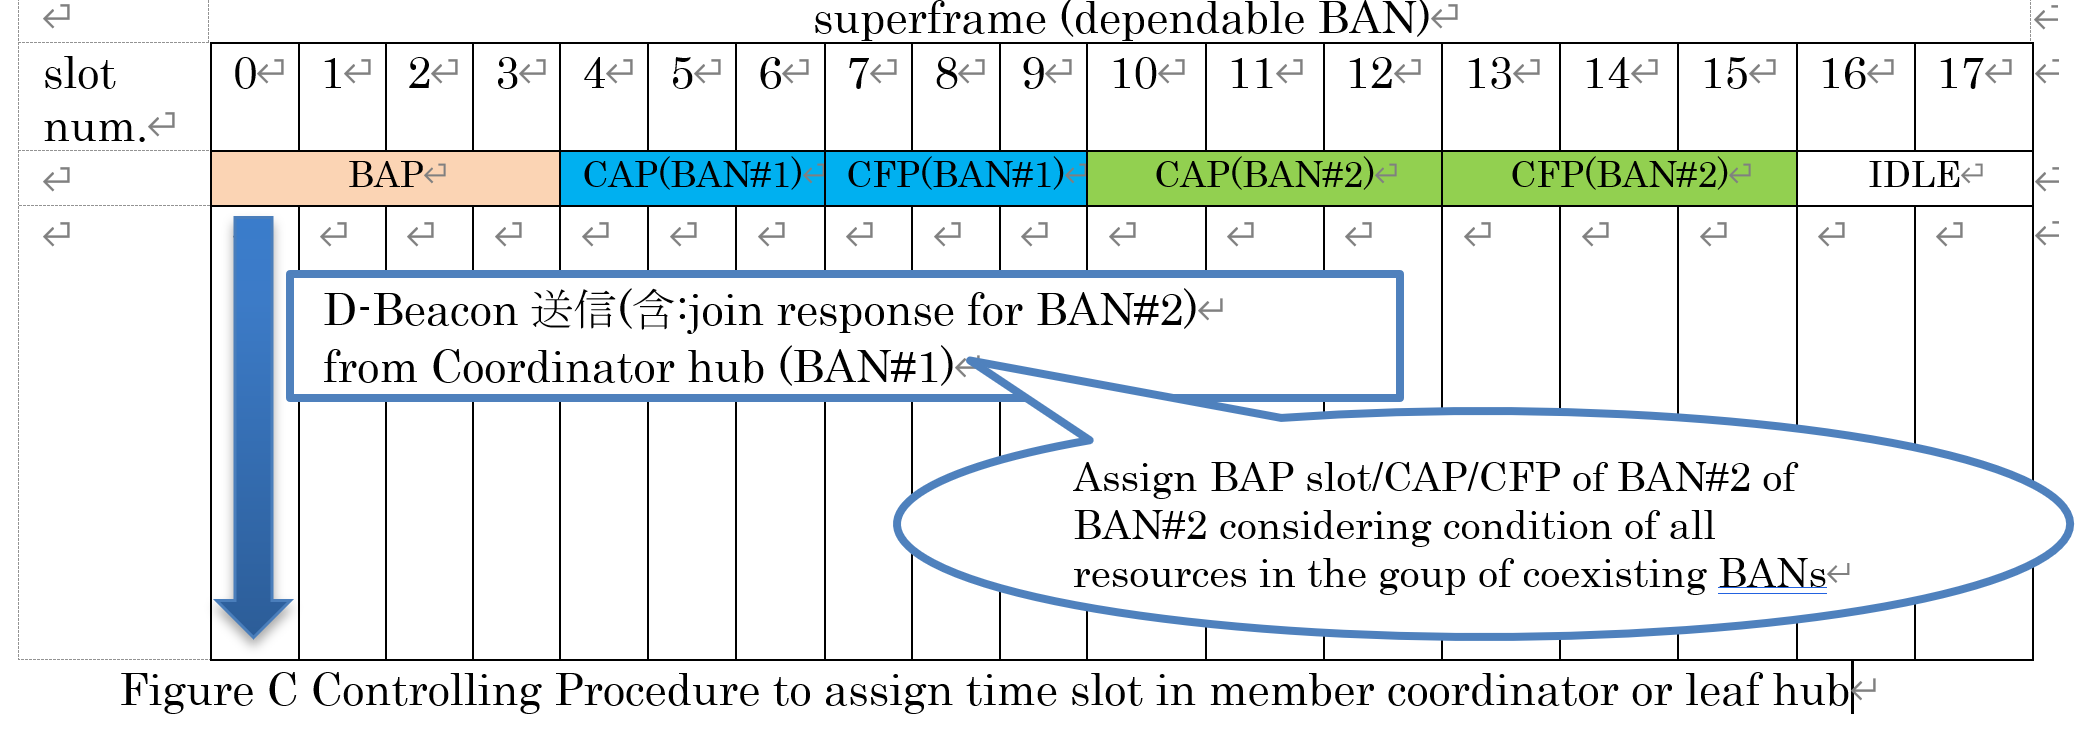 superframe (dependable BAN)
slot num. 0 1 2 3 4 5 6 7 8 9 10 11 12 13 14 15 16 17
BAP CAP(BAN#1) CFP(BAN#1) CAP(BAN#2) CFP(BAN#2) IDLE
D-Beacon 送信(含:join response for BAN#2)
from Coordinator hub (BAN#1)
Assign BAP slot/CAP/CFP of BAN#2 of
BAN#2 considering condition of all
resources in the goup of coexisting BANs
Figure C Controlling Procedure to assign time slot in member coordinator or leaf hub